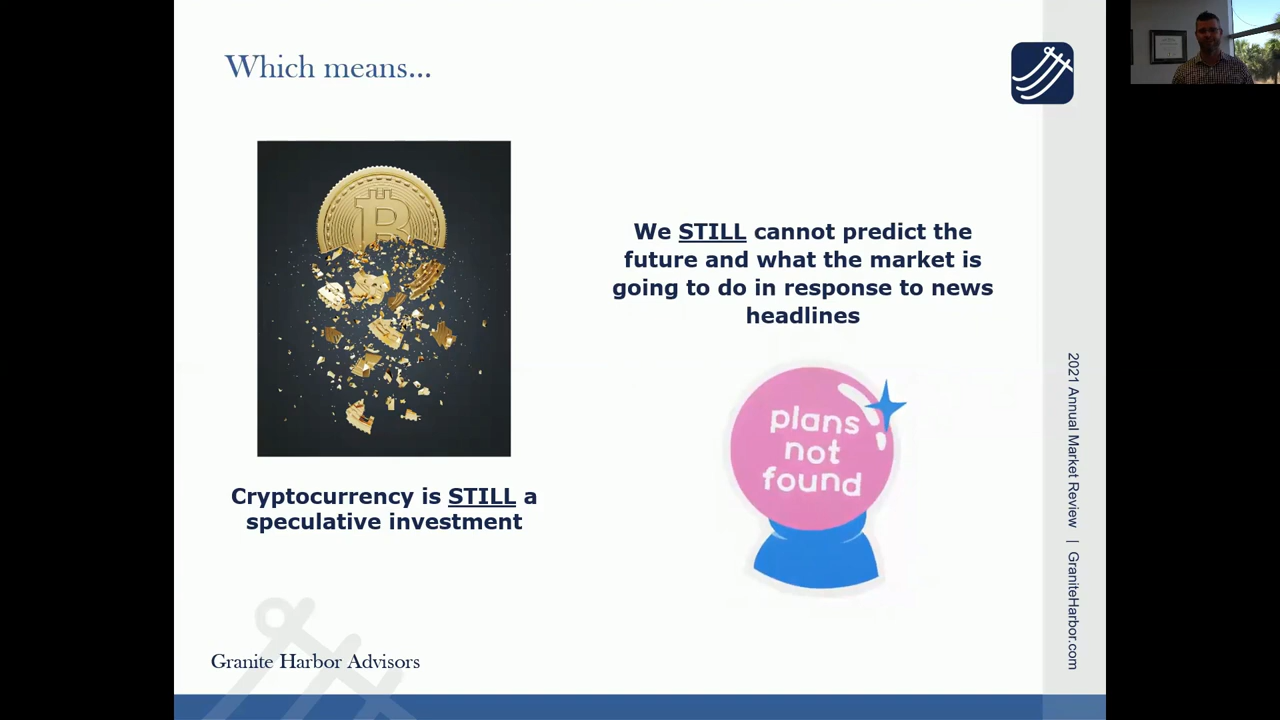 Which means...
Cryptocurrency is STILL a
speculative investment
We STILL cannot predict the
future and what the market is
going to do in response to news
headlines
plans
not
found
2021 Annual Market Review | GraniteHarbor.com
Granite Harbor Advisors